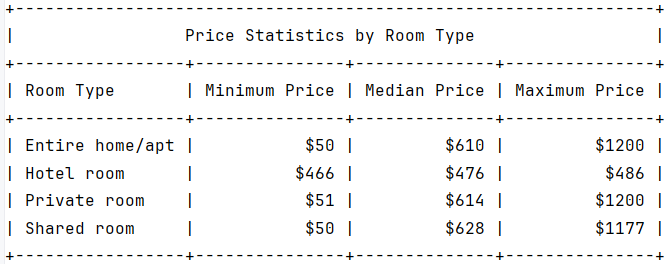 +----------------------------------------------------------------+
|                 Price Statistics by Room Type                  |
+-----------------+---------------+--------------+---------------+
| Room Type       | Minimum Price | Median Price | Maximum Price |
+-----------------+---------------+--------------+---------------+
| Entire home/apt |           $50 |         $610 |         $1200 |
| Hotel room      |          $466 |         $476 |          $486 |
| Private room    |           $51 |         $614 |         $1200 |
| Shared room     |           $50 |         $628 |         $1177 |
+-----------------+---------------+--------------+---------------+